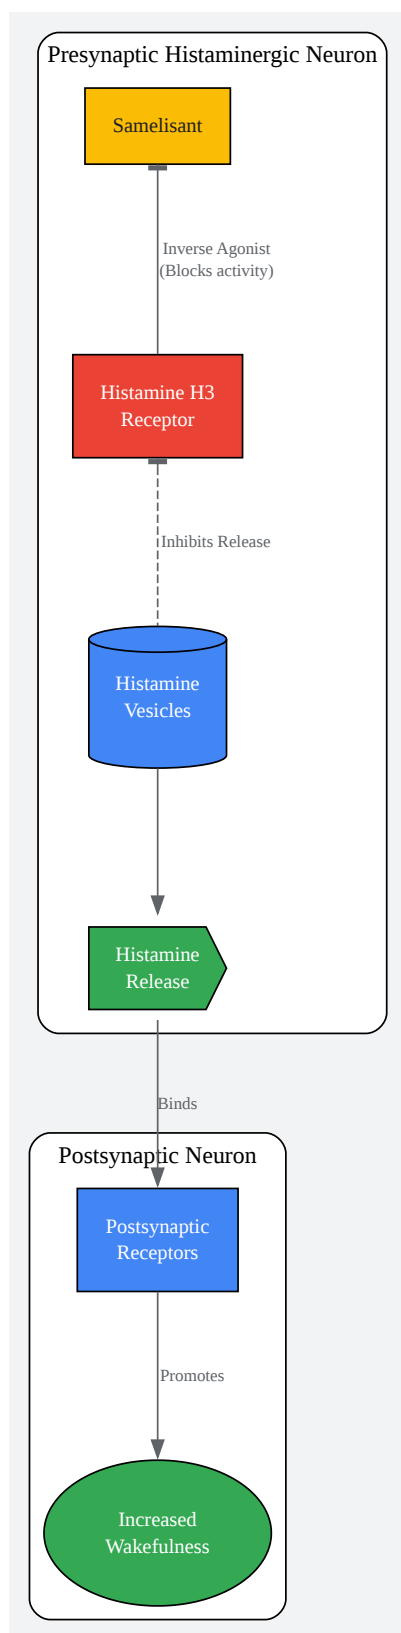 Presynaptic Histaminergic Neuron
Samelisant
Inverse Agonist
(Blocks activity)
Histamine H3
Receptor
Inhibits Release
Histamine
Vesicles
Histamine
Release
Binds
Postsynaptic Neuron
Postsynaptic
Receptors
Promotes
Increased
Wakefulness